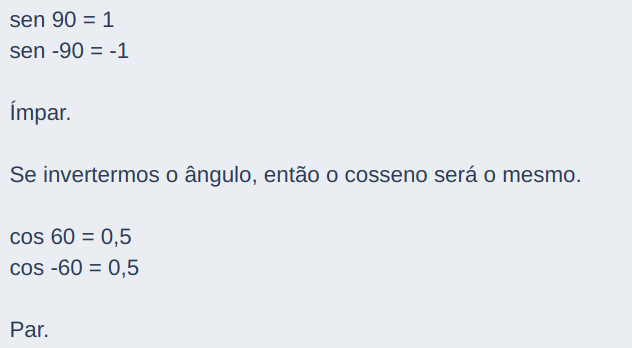 sen 90 = 1
sen -90 = -1
Ímpar.
Se invertermos o ângulo, então o cosseno será o mesmo.
cos 60 = 0,5
cos -60 = 0,5
Par.